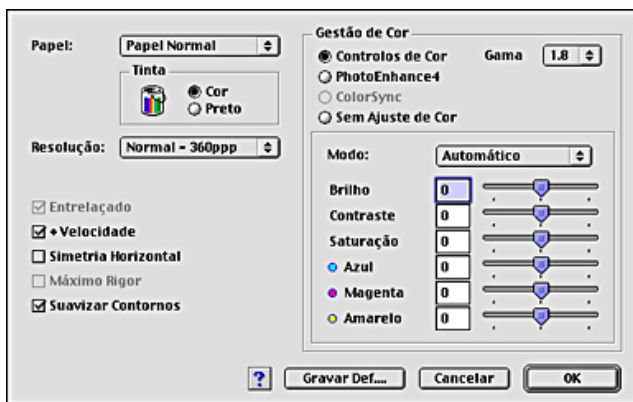 Papel: Papel Normal
Tinta
Cor
Preto
Resolução: Normal - 360ppp
Entrelaçado
+Velocidade
Simetria Horizontal
Máximo Rigor
Suavizar Contornos
Gestão de Cor
Controlos de Cor Gama 1.8
PhotoEnhance4
ColorSync
Sem Ajuste de Cor
Modo: Automático
Brilho 0
Contraste 0
Saturação 0
Azul 0
Magenta 0
Amarelo 0
? Gravar Def.... Cancelar OK